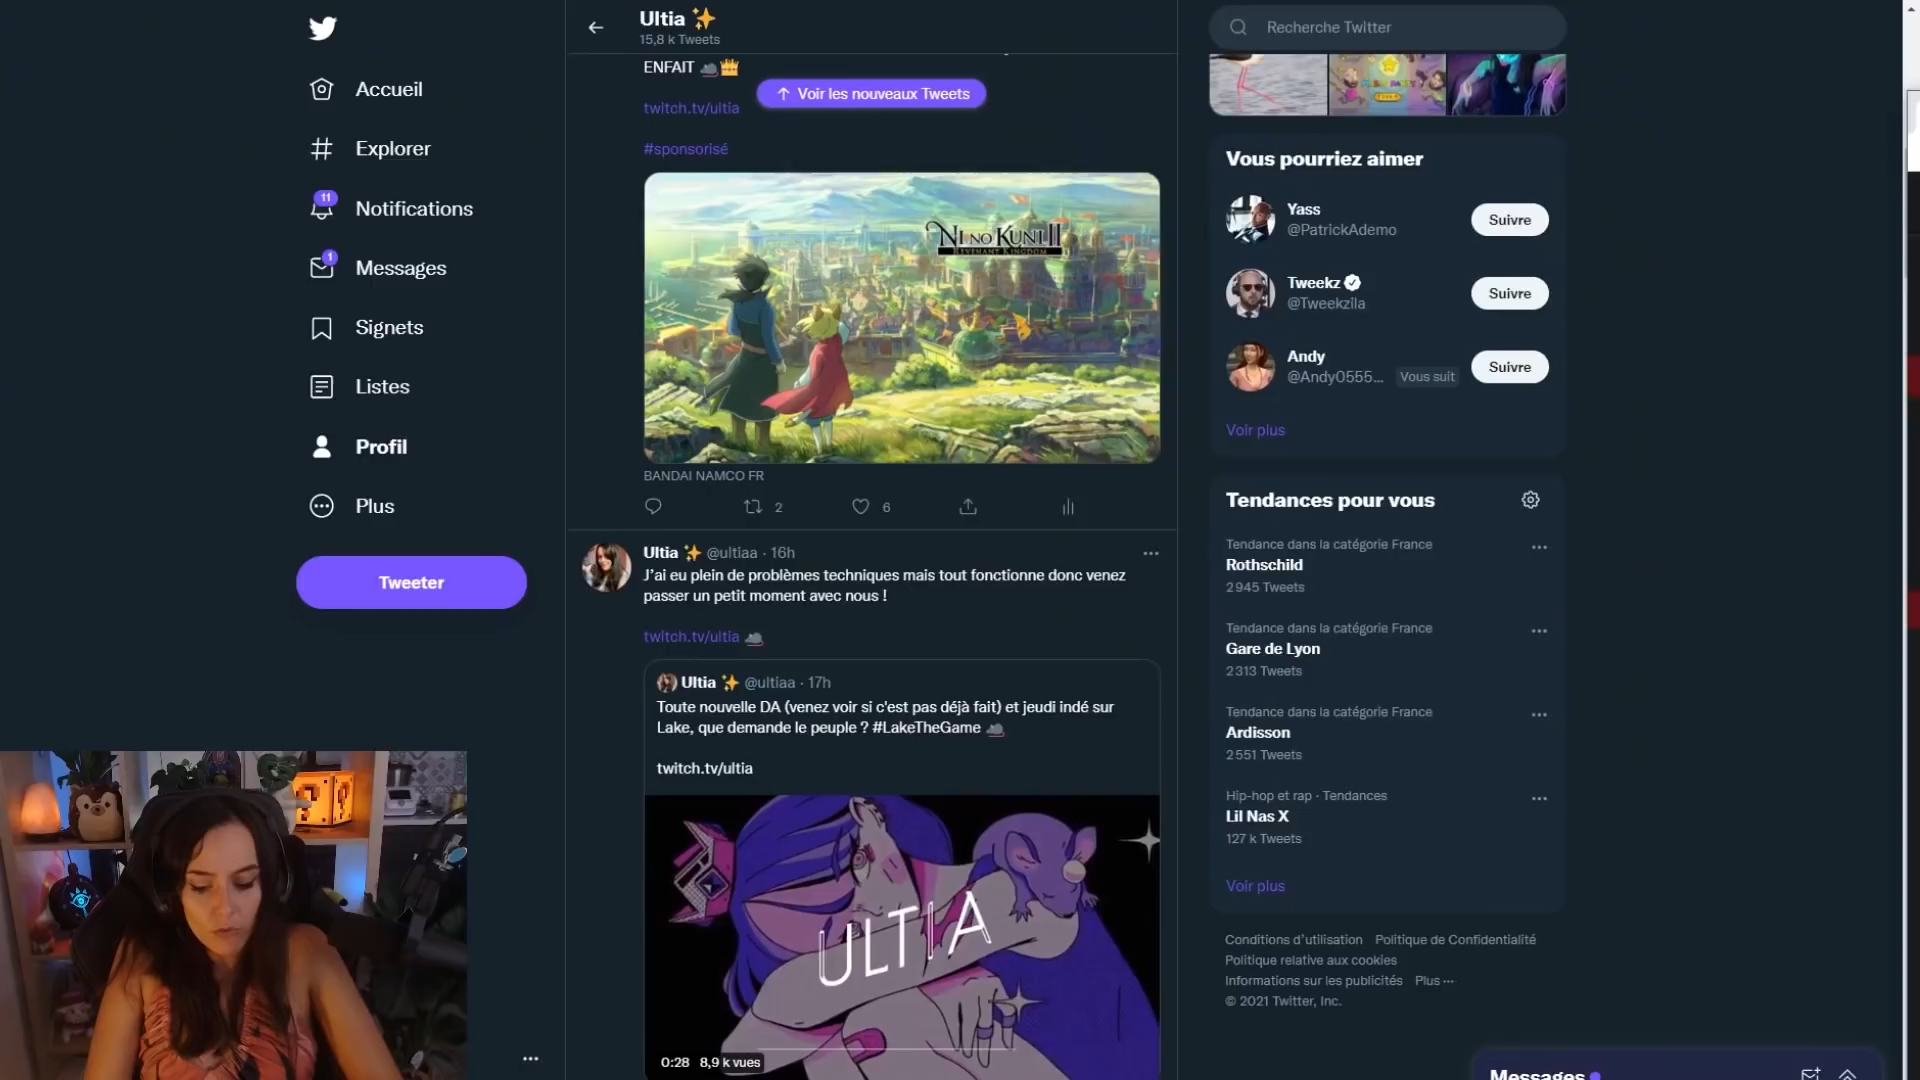 Accueil
Explorer
11
Notifications
1
Messages
Signets
Listes
Profil
Plus
Tweeter
Ultia
15,8 k Tweets
ENFAIT
Voir les nouveaux Tweets
twitch.tv/ultia
#sponsorisé
NI NO KUNI II
REVENANT KINGDOM
BANDAI NAMCO FR
2
6
Ultia @ultiaa · 16h
J'ai eu plein de problèmes techniques mais tout fonctionne donc venez
passer un petit moment avec nous !
twitch.tv/ultia
Ultia @ultiaa · 17h
Toute nouvelle DA (venez voir si c'est pas déjà fait) et jeudi indé sur
Lake, que demande le peuple ? #LakeTheGame
twitch.tv/ultia
ULTIA
0:28 8,9 k vues
Recherche Twitter
Vous pourriez aimer
Yass
@PatrickAdemo
Suivre
Tweekz
@Tweekzila
Suivre
Andy
@Andy0555... Vous suit
Suivre
Voir plus
Tendances pour vous
Tendance dans la catégorie France
Rothschild
2 945 Tweets
Tendance dans la catégorie France
Gare de Lyon
2 313 Tweets
Tendance dans la catégorie France
Ardisson
2 551 Tweets
Hip-hop et rap · Tendances
Lil Nas X
127 k Tweets
Voir plus
Conditions d'utilisation Politique de Confidentialité
Politique relative aux cookies
Informations sur les publicités Plus ···
© 2021 Twitter, Inc.
Messages